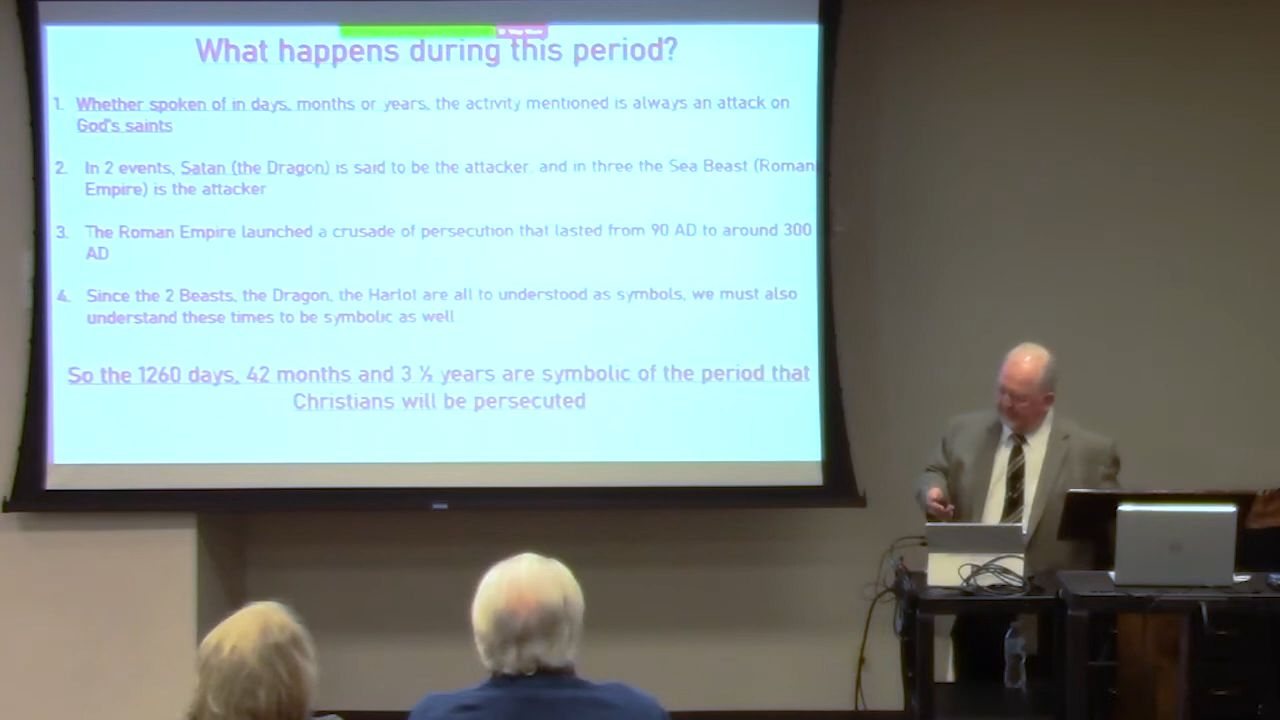 What happens during this period?
1. Whether spoken of in days, months or years, the activity mentioned is always an attack on
God's saints
2. In 2 events, Satan (the Dragon) is said to be the attacker, and in three the Sea Beast (Roman
Empire) is the attacker
3. The Roman Empire launched a crusade of persecution that lasted from 90 AD to around 300
AD
4. Since the 2 Beasts, the Dragon, the Harlot are all to understood as symbols, we must also
understand these times to be symbolic as well
So the 1260 days, 42 months and 3 ½ years are symbolic of the period that
Christians will be persecuted